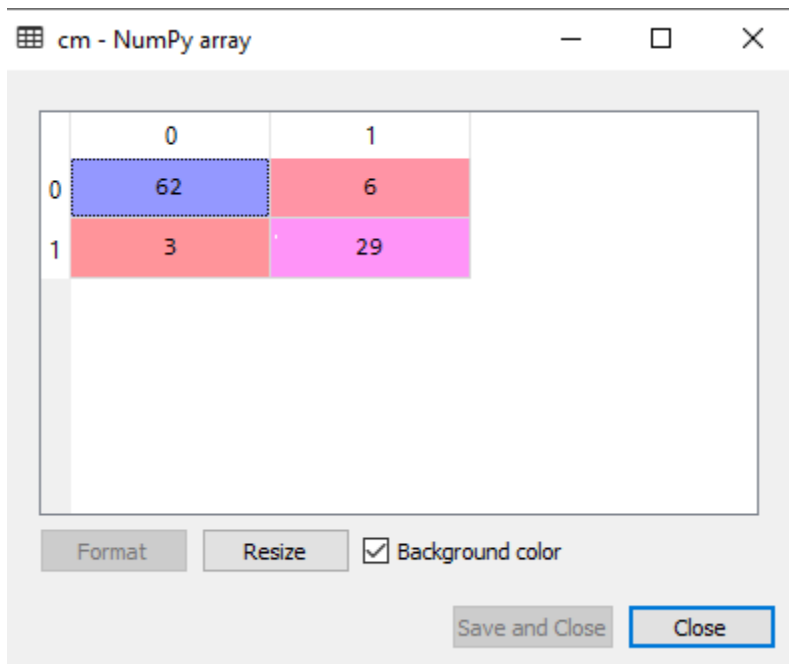 cm - NumPy array
0 1
0 62 6
1 3 29
Format Resize Background color
Save and Close Close